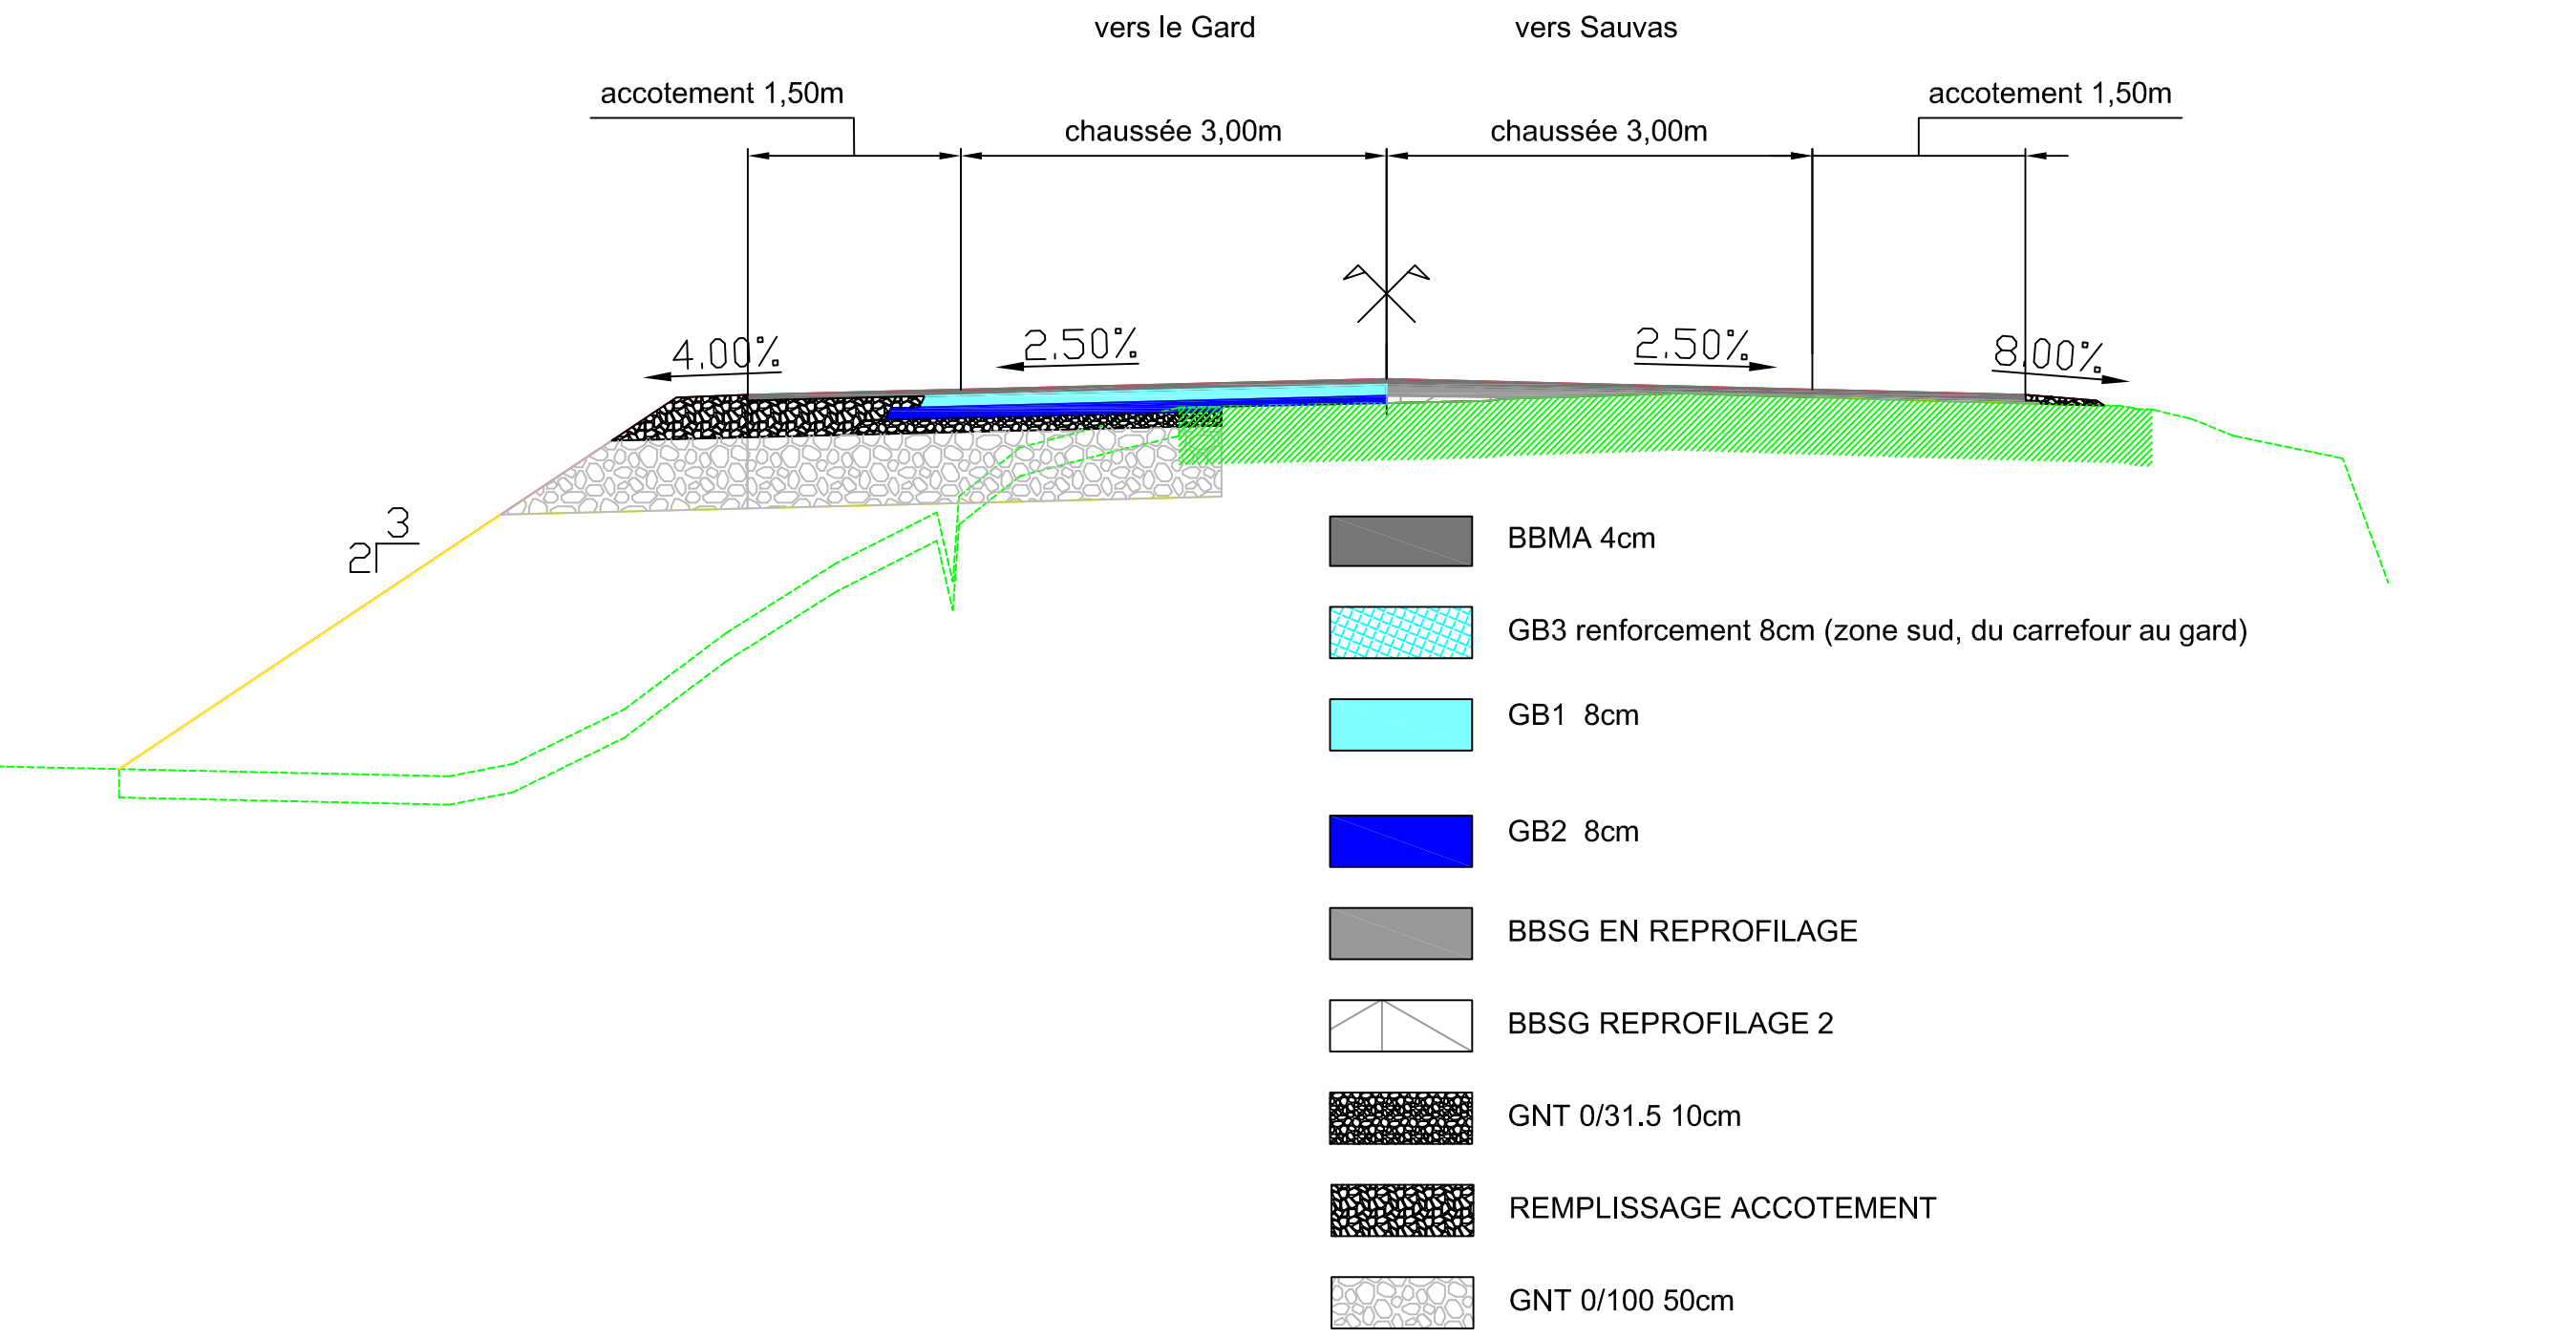 vers le Gard
vers Sauvas
accotement 1,50m
accotement 1,50m
chaussée 3,00m
chaussée 3,00m
4.00%
2.50%
2.50%
8.00%
3
2
BBMA 4cm
GB3 renforcement 8cm (zone sud, du carrefour au gard)
GB1 8cm
GB2 8cm
BBSG EN REPROFILAGE
BBSG REPROFILAGE 2
GNT 0/31.5 10cm
REMPLISSAGE ACCOTEMENT
GNT 0/100 50cm